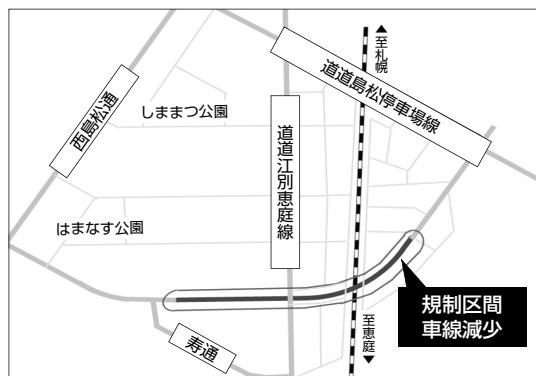 ▲至札幌
道道島松停車場線
西島松通
しままつ公園
道道江別恵庭線
はまなす公園
規制区間
車線減少
至恵庭▼
寿通